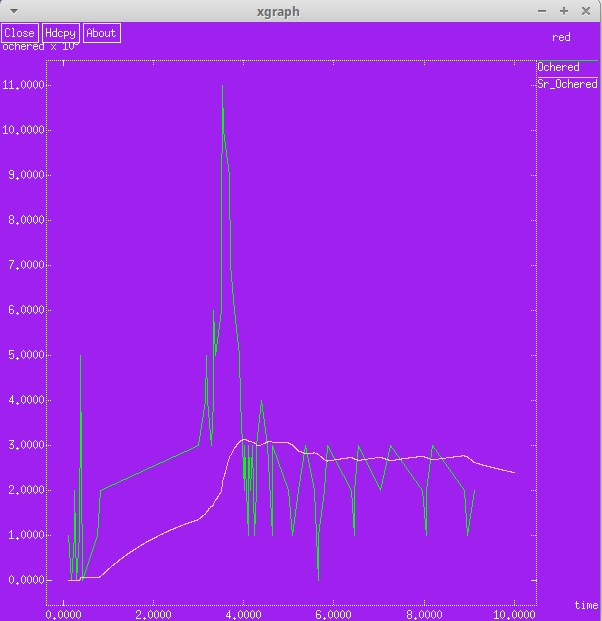 xgraph
Close Hdcpy About
ochered x 10
red
Ochered
Sr_Ochered
11.0000
10.0000
9.0000
8.0000
7.0000
6.0000
5.0000
4.0000
3.0000
2.0000
1.0000
0.0000
time
0.0000 2.0000 4.0000 6.0000 8.0000 10.0000